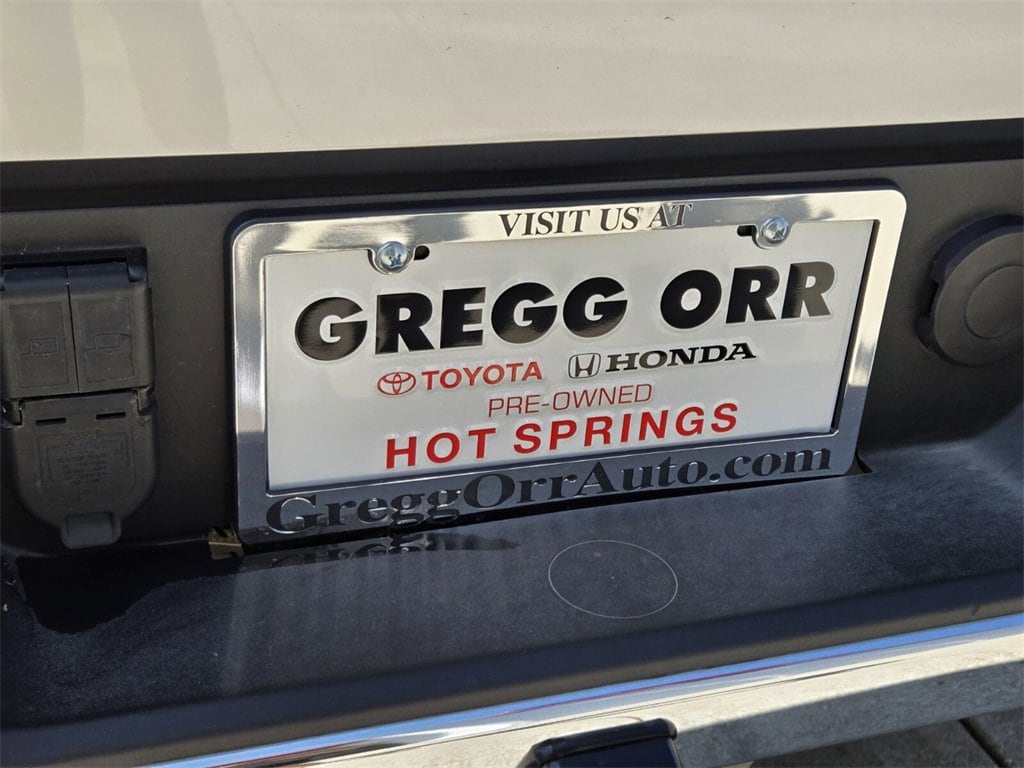 VISIT US AT
GREGG ORR
TOYOTA HONDA
PRE-OWNED
HOT SPRINGS
GreggOrrAuto.com